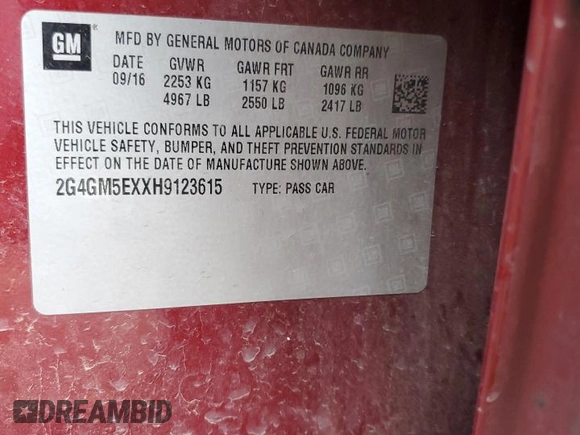 GM
MFD BY GENERAL MOTORS OF CANADA COMPANY
DATE GVWR GAWR FRT GAWR RR
09/16 2253 KG 1157 KG 1096 KG
4967 LB 2550 LB 2417 LB
THIS VEHICLE CONFORMS TO ALL APPLICABLE U.S. FEDERAL MOTOR
VEHICLE SAFETY, BUMPER, AND THEFT PREVENTION STANDARDS IN
EFFECT ON THE DATE OF MANUFACTURE SHOWN ABOVE.
2G4GM5EXXH9123615 TYPE: PASS CAR
DREAMBID